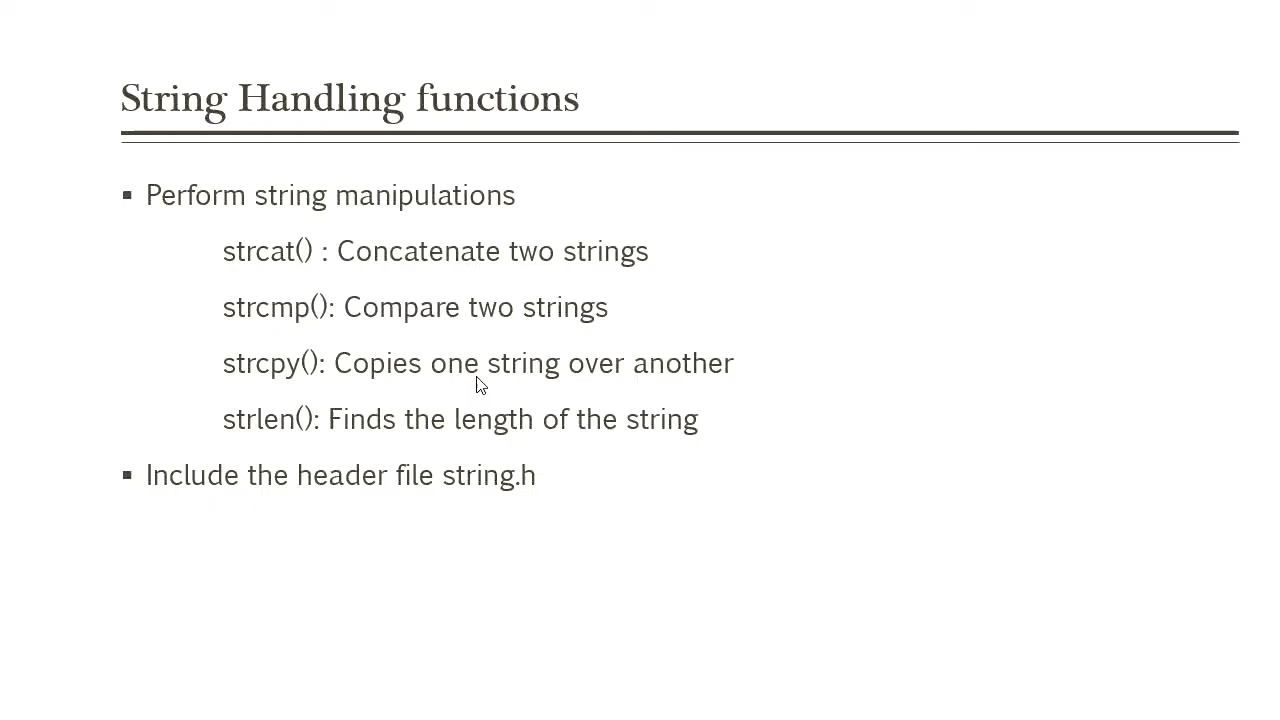 String Handling functions
▪ Perform string manipulations
strcat() : Concatenate two strings
strcmp(): Compare two strings
strcpy(): Copies one string over another
strlen(): Finds the length of the string
▪ Include the header file string.h